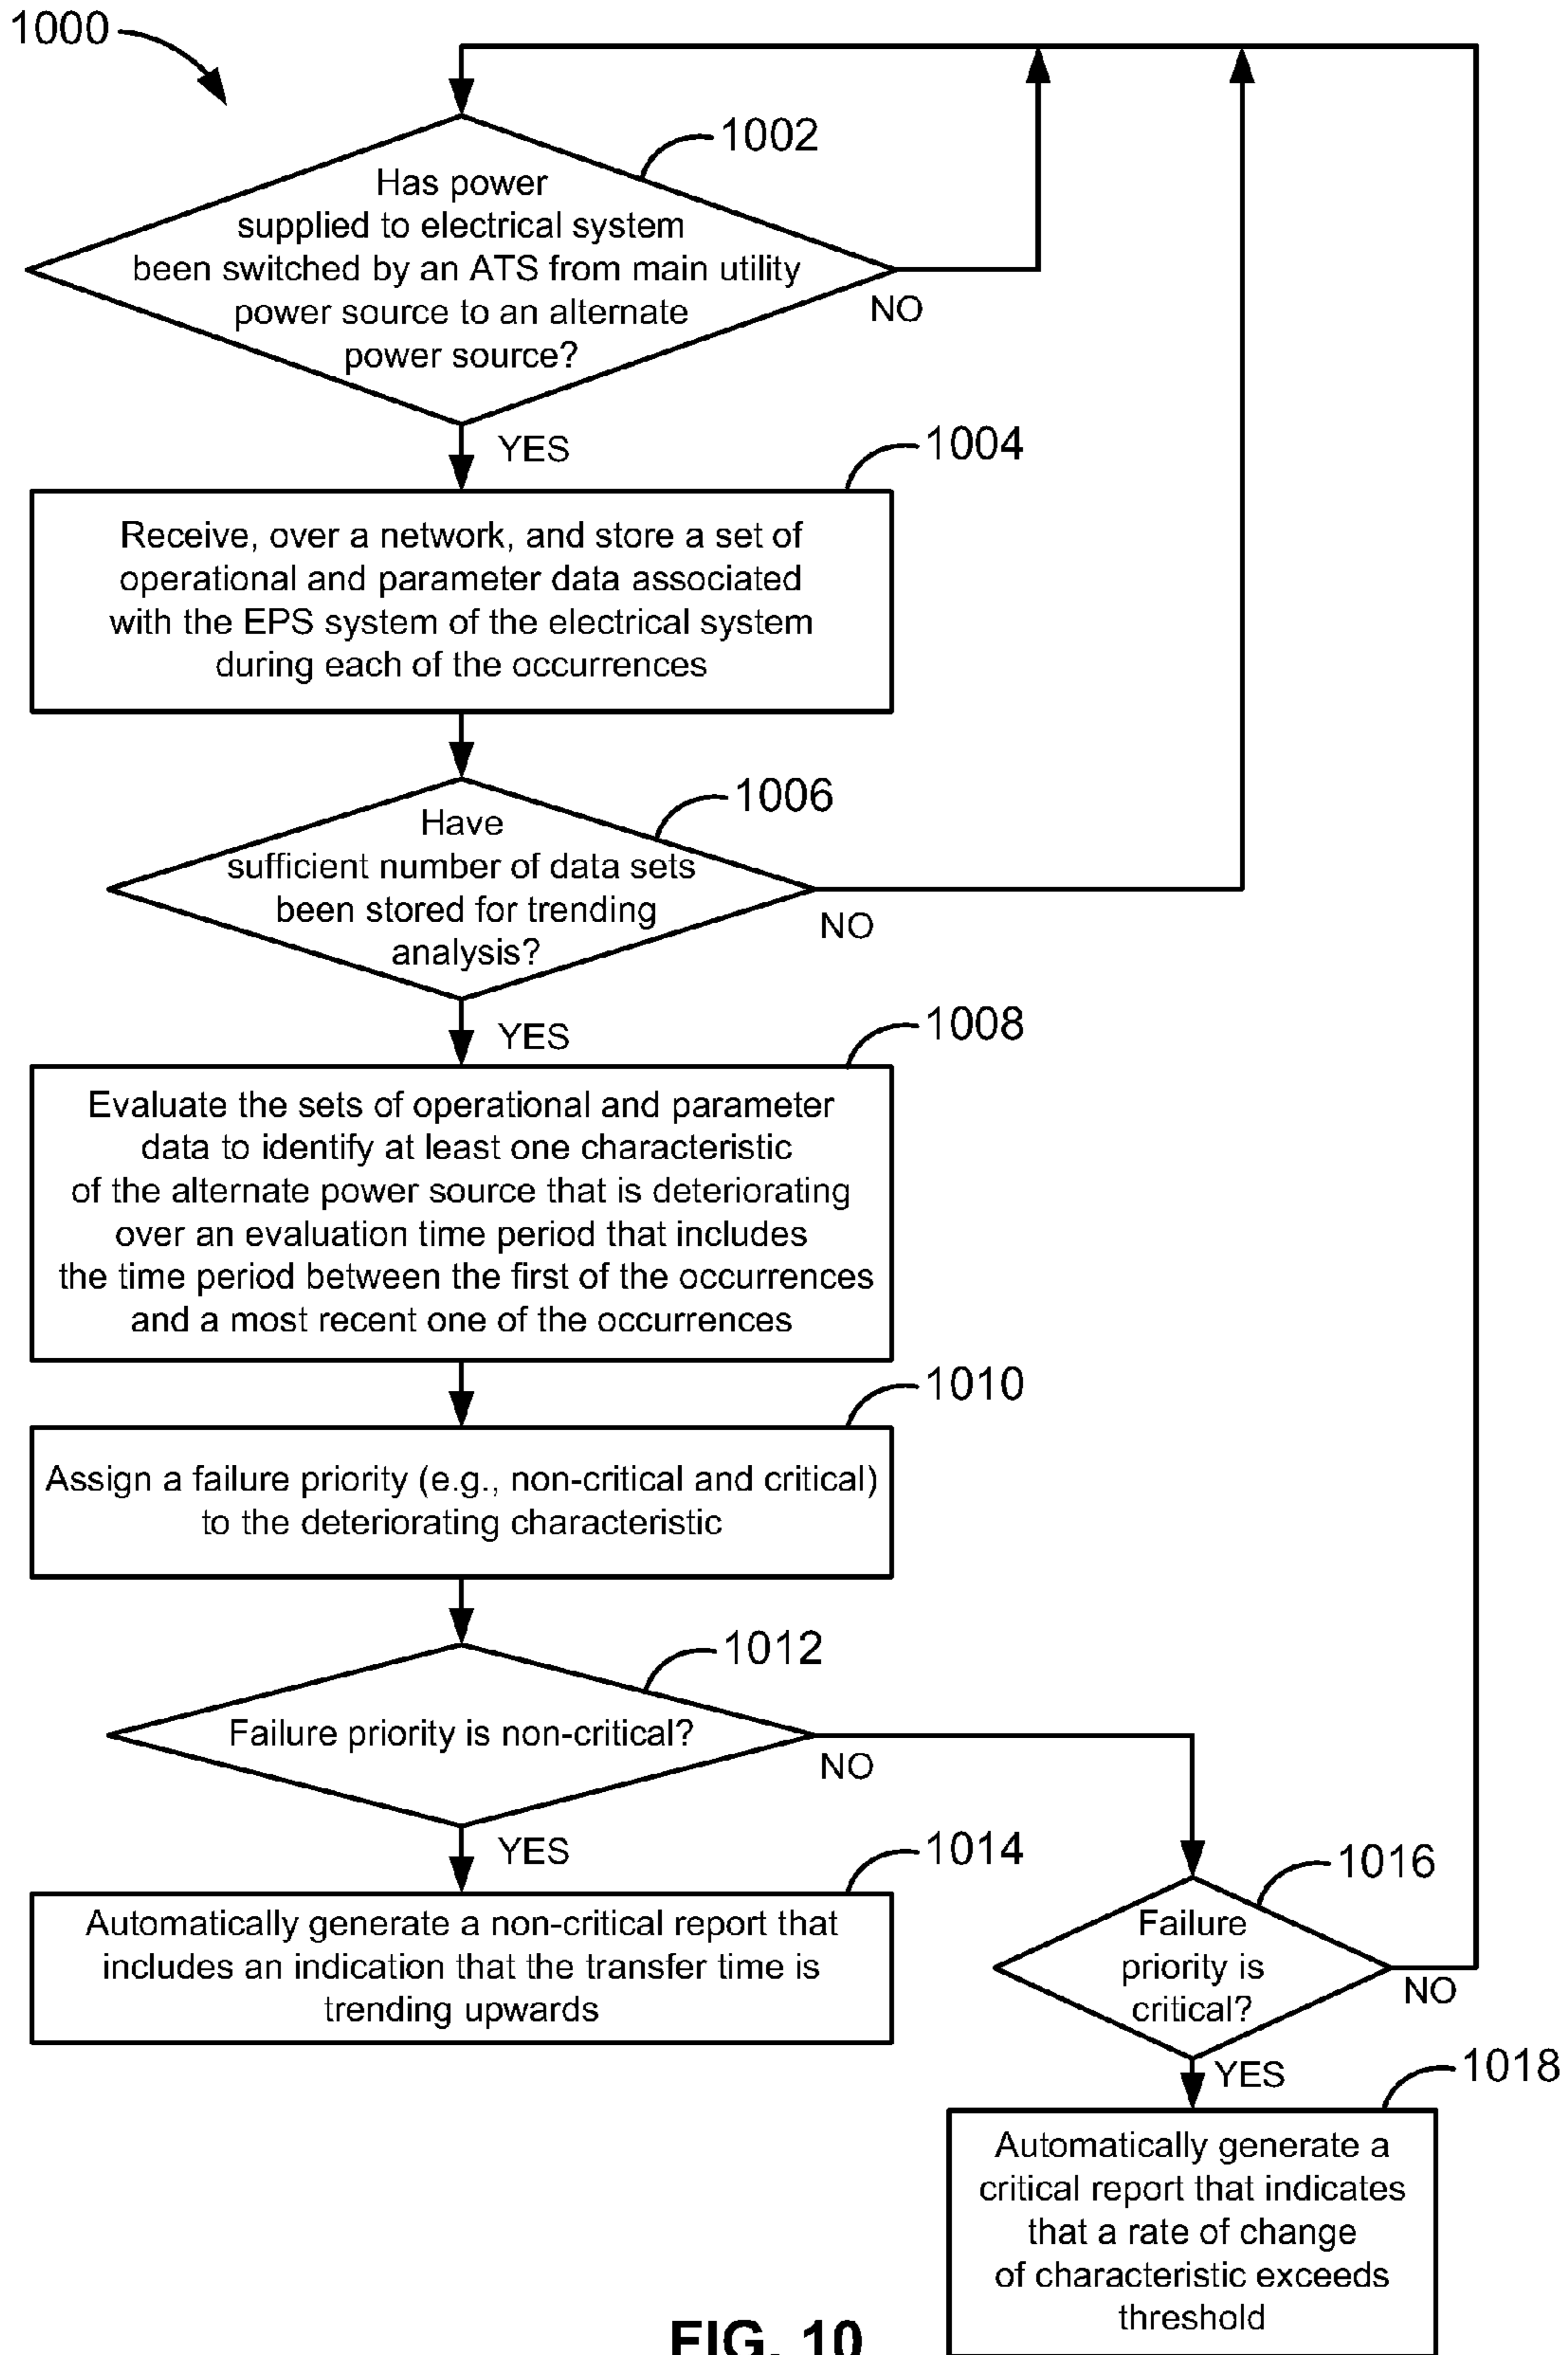 1000
1002
Has power
supplied to electrical system
been switched by an ATS from main utility
power source to an alternate
power source?
NO
YES
1004
Receive, over a network, and store a set of
operational and parameter data associated
with the EPS system of the electrical system
during each of the occurrences
1006
Have
sufficient number of data sets
been stored for trending
analysis?
NO
YES
1008
Evaluate the sets of operational and parameter
data to identify at least one characteristic
of the alternate power source that is deteriorating
over an evaluation time period that includes
the time period between the first of the occurrences
and a most recent one of the occurrences
1010
Assign a failure priority (e.g., non-critical and critical)
to the deteriorating characteristic
1012
Failure priority is non-critical?
NO
YES
1014
Automatically generate a non-critical report that
includes an indication that the transfer time is
trending upwards
1016
Failure
priority is
critical?
NO
YES
1018
Automatically generate a
critical report that indicates
that a rate of change
of characteristic exceeds
threshold
FIG. 10